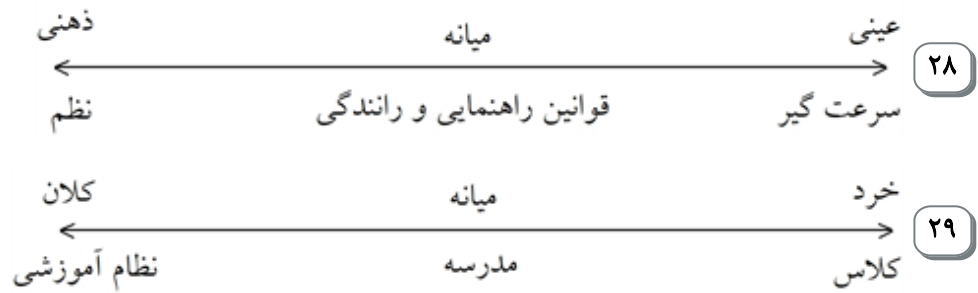 ۲۸
عینی میانه ذهنی
سرعت گیر قوانین راهنمایی و رانندگی نظم
۲۹
خرد میانه کلان
کلاس مدرسه نظام آموزشی